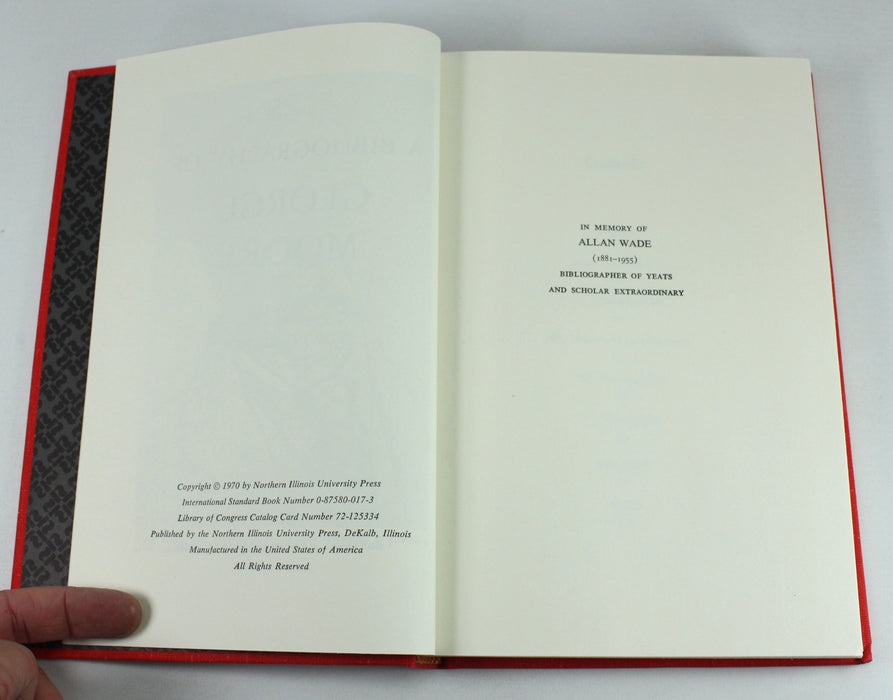 Copyright © 1970 by Northern Illinois University Press
International Standard Book Number 0-87580-017-3
Library of Congress Catalog Card Number 72-125334
Published by the Northern Illinois University Press, DeKalb, Illinois
Manufactured in the United States of America
All Rights Reserved
IN MEMORY OF
ALLAN WADE
(1881–1955)
BIBLIOGRAPHER OF YEATS
AND SCHOLAR EXTRAORDINARY